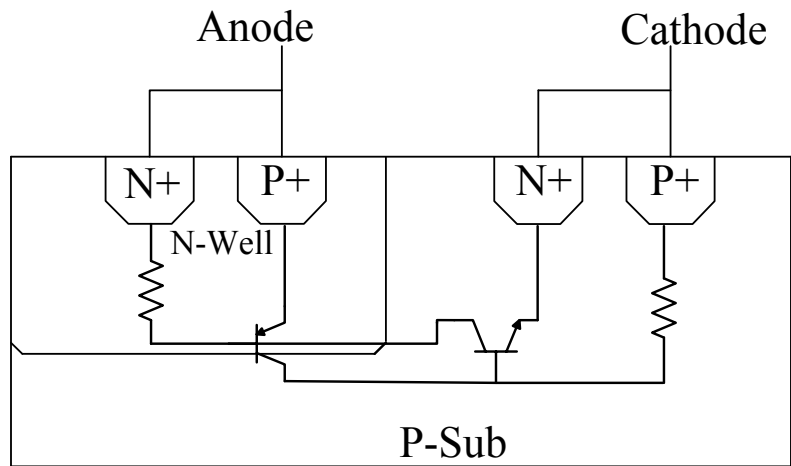 Anode Cathode
N+ P+ N+ P+
N-Well
P-Sub